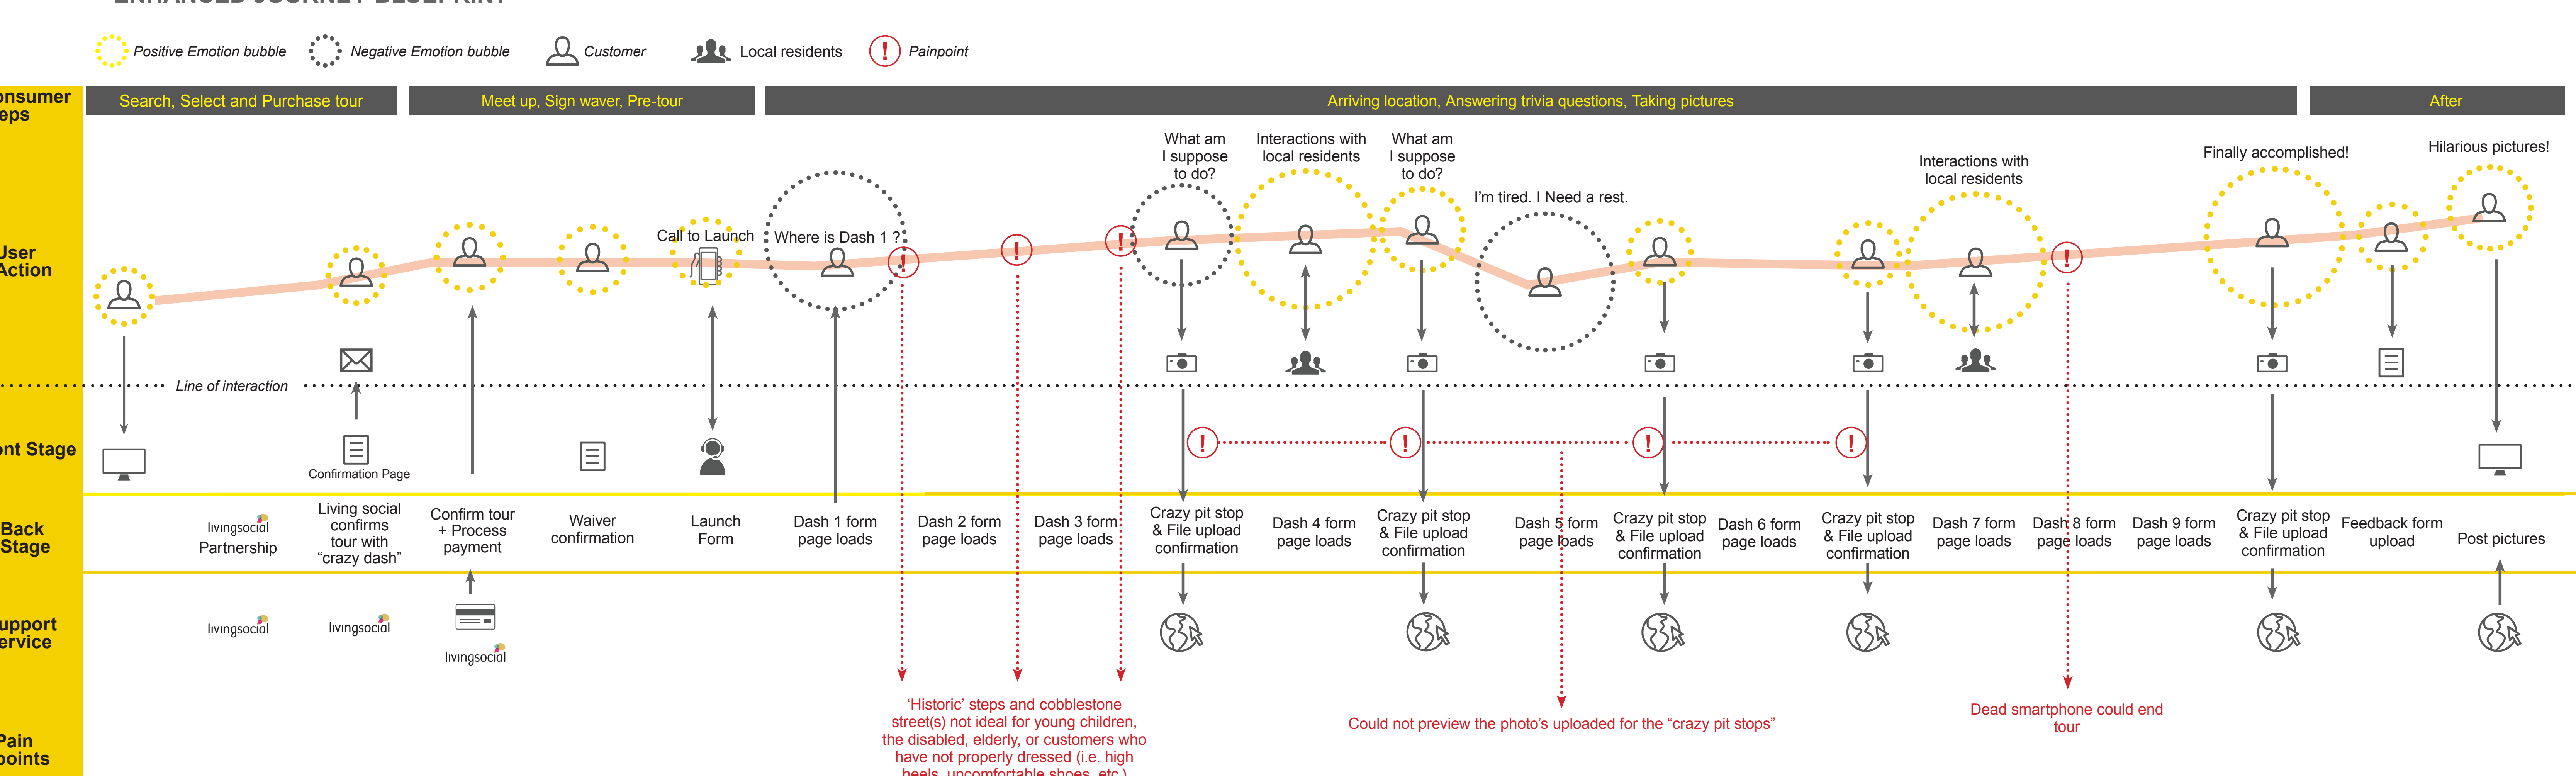 ENHANCED JOURNEY BLUEPRINT
Positive Emotion bubble
Negative Emotion bubble
Customer
Local residents
Painpoint
onsumer
eps
Search, Select and Purchase tour
Meet up, Sign waver, Pre-tour
Arriving location, Answering trivia questions, Taking pictures
After
User
Action
Call to Launch
Where is Dash 1 ?
What am
I suppose
to do?
Interactions with
local residents
What am
I suppose
to do?
I’m tired. I Need a rest.
Interactions with
local residents
Finally accomplished!
Hilarious pictures!
Line of interaction
ont Stage
Confirmation Page
Back
Stage
livingsocial
Partnership
Living social
confirms
tour with
“crazy dash”
Confirm tour
+ Process
payment
Waiver
confirmation
Launch
Form
Dash 1 form
page loads
Dash 2 form
page loads
Dash 3 form
page loads
Crazy pit stop
& File upload
confirmation
Dash 4 form
page loads
Crazy pit stop
& File upload
confirmation
Dash 5 form
page loads
Crazy pit stop
& File upload
confirmation
Dash 6 form
page loads
Crazy pit stop
& File upload
confirmation
Dash 7 form
page loads
Dash 8 form
page loads
Dash 9 form
page loads
Crazy pit stop
& File upload
confirmation
Feedback form
upload
Post pictures
upport
ervice
livingsocial
livingsocial
livingsocial
Pain
points
‘Historic’ steps and cobblestone
street(s) not ideal for young children,
the disabled, elderly, or customers who
have not properly dressed (i.e. high
heels, uncomfortable shoes, etc.)
Could not preview the photo’s uploaded for the “crazy pit stops”
Dead smartphone could end
tour